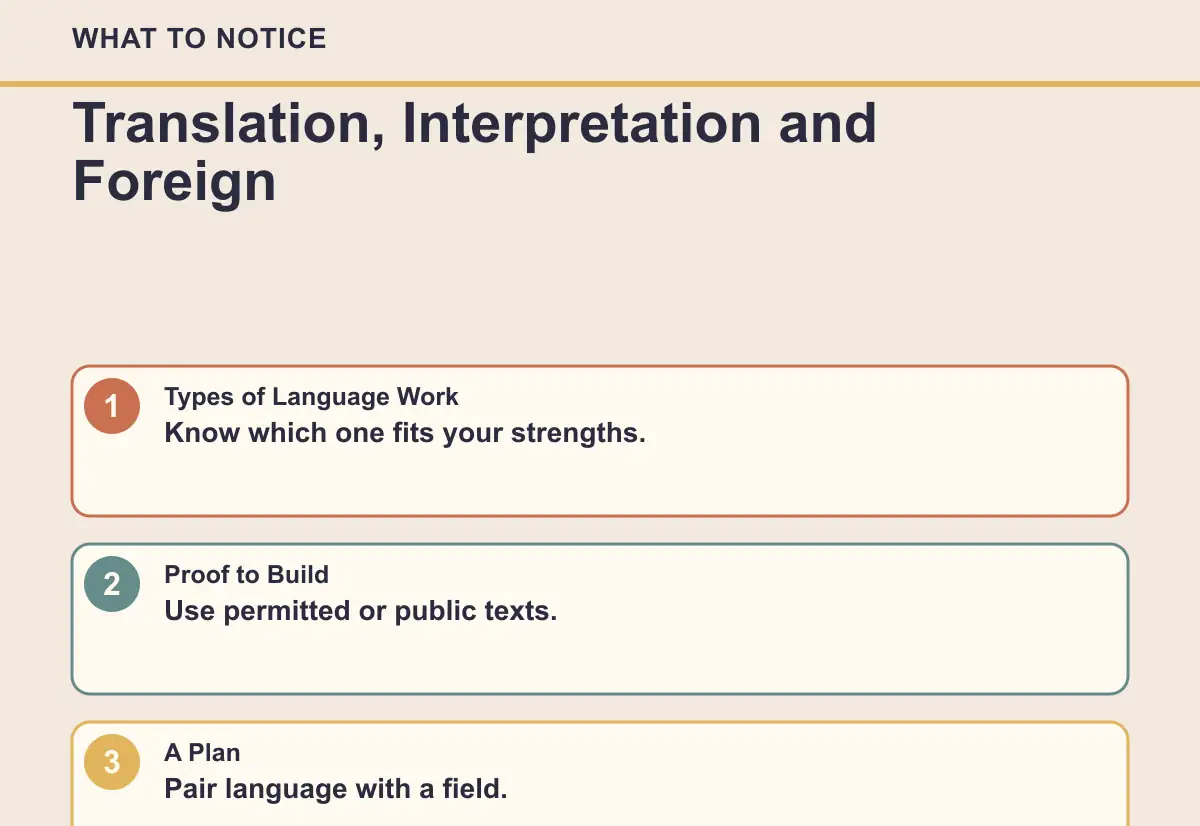 WHAT TO NOTICE
Translation, Interpretation and
Foreign
1
Types of Language Work
Know which one fits your strengths.
2
Proof to Build
Use permitted or public texts.
3
A Plan
Pair language with a field.